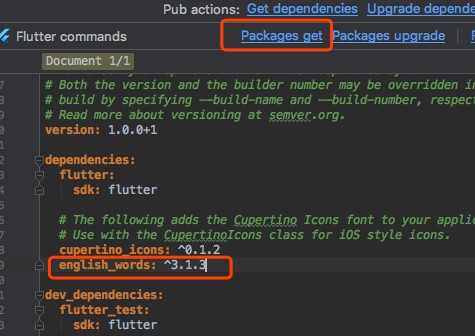 Pub actions: Get dependencies Upgrade depende
Flutter commands Packages get Packages upgrade
Document 1/1
# Both the version and the builder number may be overridden in
# build by specifying --build-name and --build-number, respect
# Read more about versioning at semver.org.
version: 1.0.0+1
dependencies:
flutter:
sdk: flutter
# The following adds the Cupertino Icons font to your applic
# Use with the CupertinoIcons class for iOS style icons.
cupertino_icons: ^0.1.2
english_words: ^3.1.3
dev_dependencies:
flutter_test:
sdk: flutter